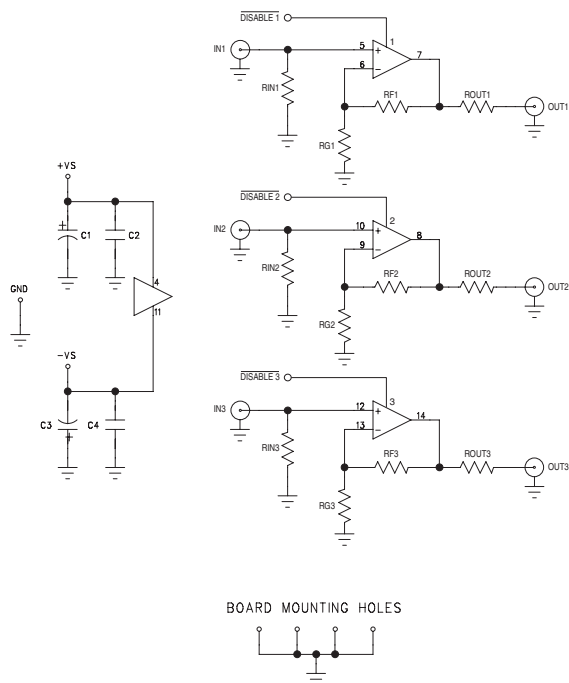 DISABLE 1
1
IN1
5
+
7
6
−
RIN1
RF1
ROUT1
OUT1
RG1
+VS
+
C1
C2
DISABLE 2
2
IN2
10
+
8
9
−
RIN2
RF2
ROUT2
OUT2
RG2
4
11
GND
−VS
C3
+
C4
DISABLE 3
3
IN3
12
+
14
13
−
RIN3
RF3
ROUT3
OUT3
RG3
BOARD MOUNTING HOLES